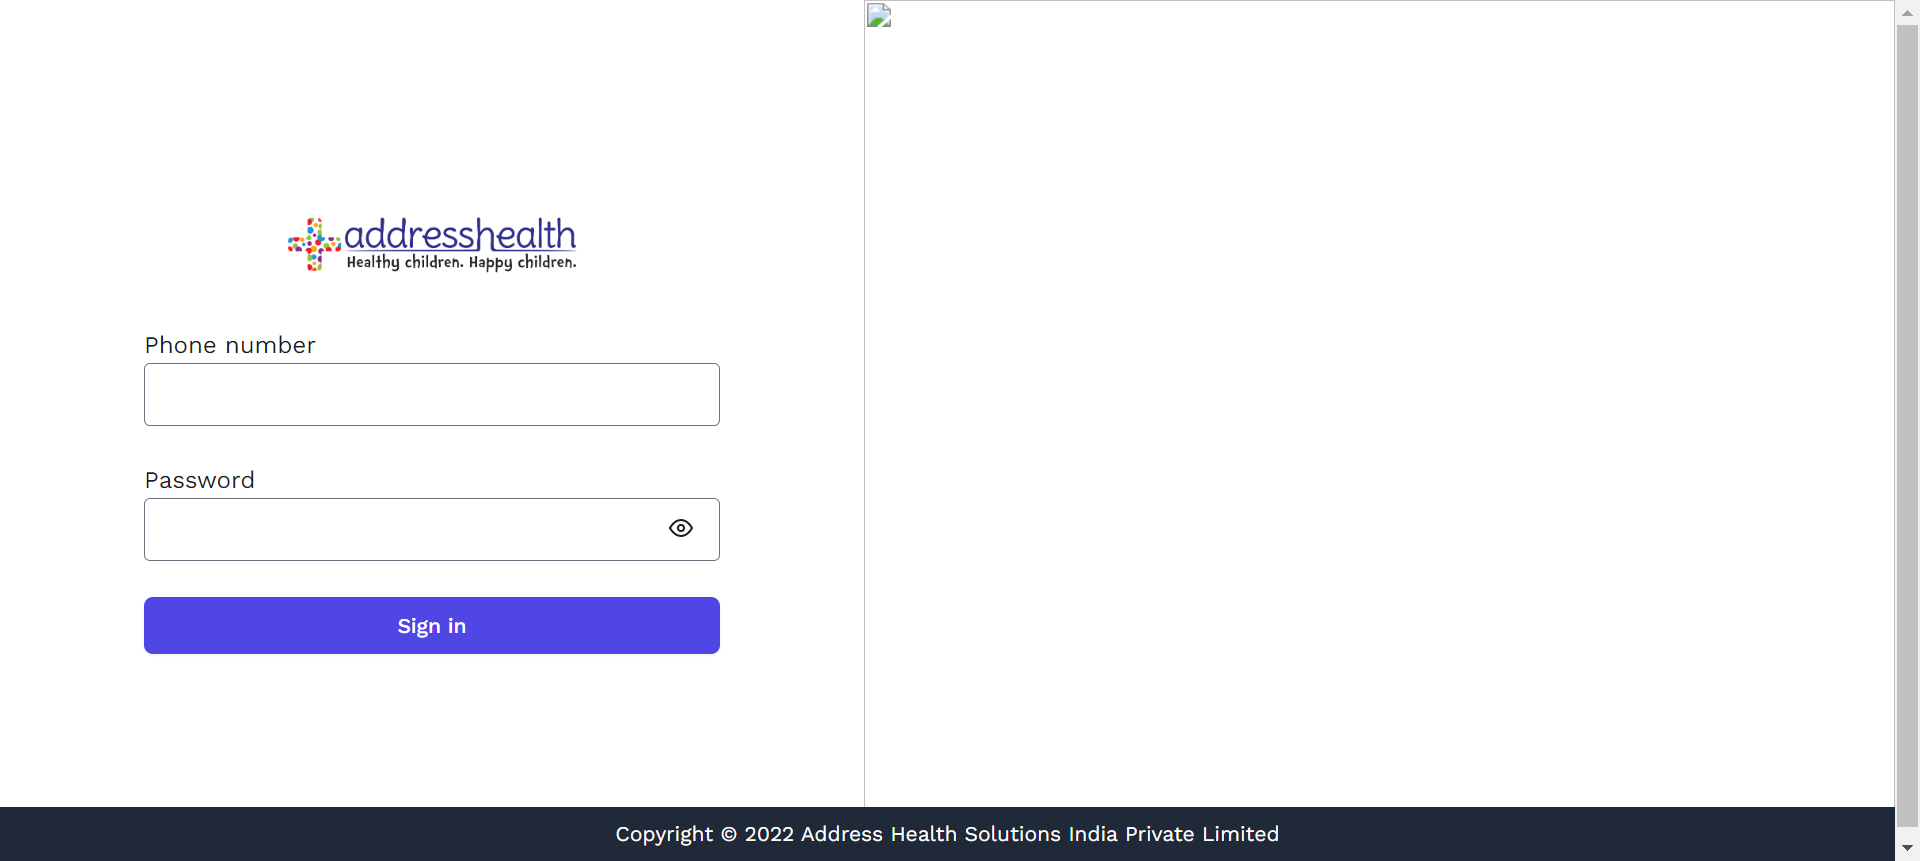 addresshealth
Healthy children. Happy children.
Phone number
Password
Sign in
Copyright © 2022 Address Health Solutions India Private Limited